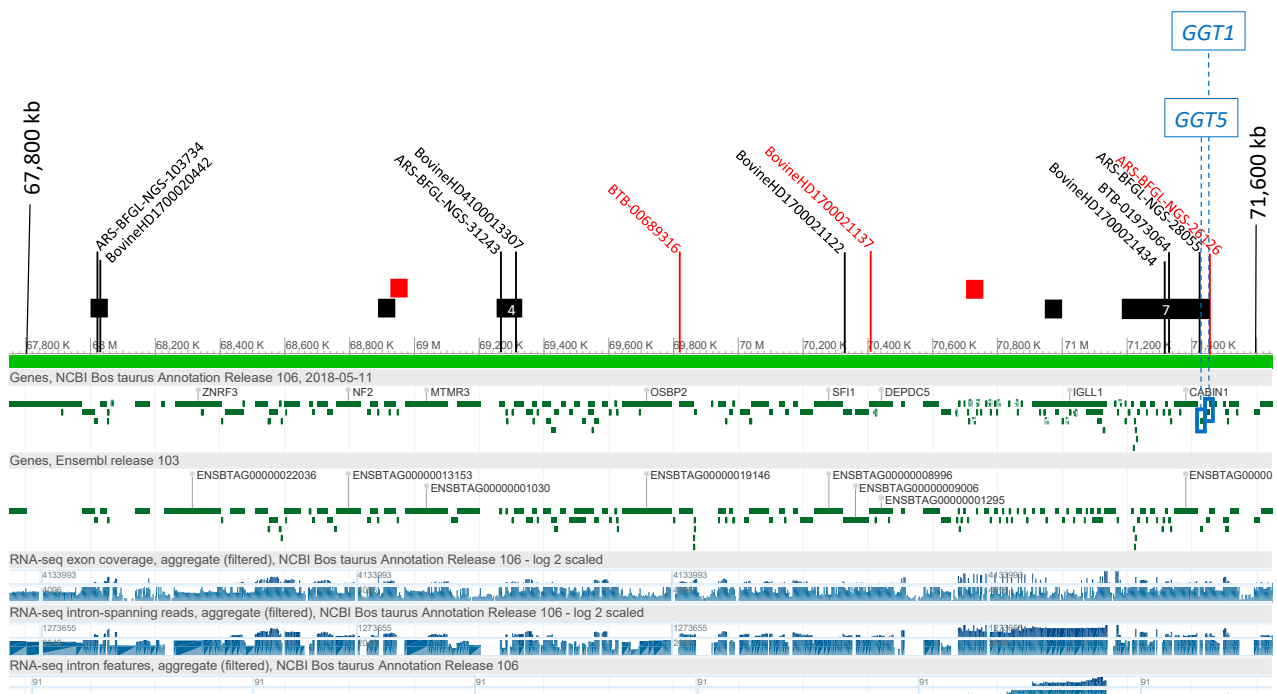 GGT1
GGT5
67,800 kb
ARS-BFGL-NGS-103734
BovineHD1700020442
BovineHD4100013307
ARS-BFGL-NGS-31243
BTB-00689316
BovineHD1700021137
BovineHD1700021122
ARS-BFGL-NGS-26126
ARS-BFGL-NGS-28055
BTB-01973064
BovineHD1700021434
71,600 kb
4
7
67,800 K 68 M 68,200 K 68,400 K 68,600 K 68,800 K 69 M 69,200 K 69,400 K 69,600 K 69,800 K 70 M 70,200 K 70,400 K 70,600 K 70,800 K 71 M 71,200 K 71,400 K
Genes, NCBI Bos taurus Annotation Release 106, 2018-05-11
ZNRF3 NF2 MTMR3 OSBP2 SFI1 DEPDC5 IGLL1 CABIN1
Genes, Ensembl release 103
ENSBTAG00000022036 ENSBTAG00000013153 ENSBTAG00000019146 ENSBTAG00000008996 ENSBTAG00000
ENSBTAG00000001030 ENSBTAG00000009006
ENSBTAG00000001295
RNA-seq exon coverage, aggregate (filtered), NCBI Bos taurus Annotation Release 106 - log 2 scaled
4133993 4133993 4133993 4133993
RNA-seq intron-spanning reads, aggregate (filtered), NCBI Bos taurus Annotation Release 106 - log 2 scaled
1273655 1273655 1273655 1273655
RNA-seq intron features, aggregate (filtered), NCBI Bos taurus Annotation Release 106
91 91 91 91 91 91